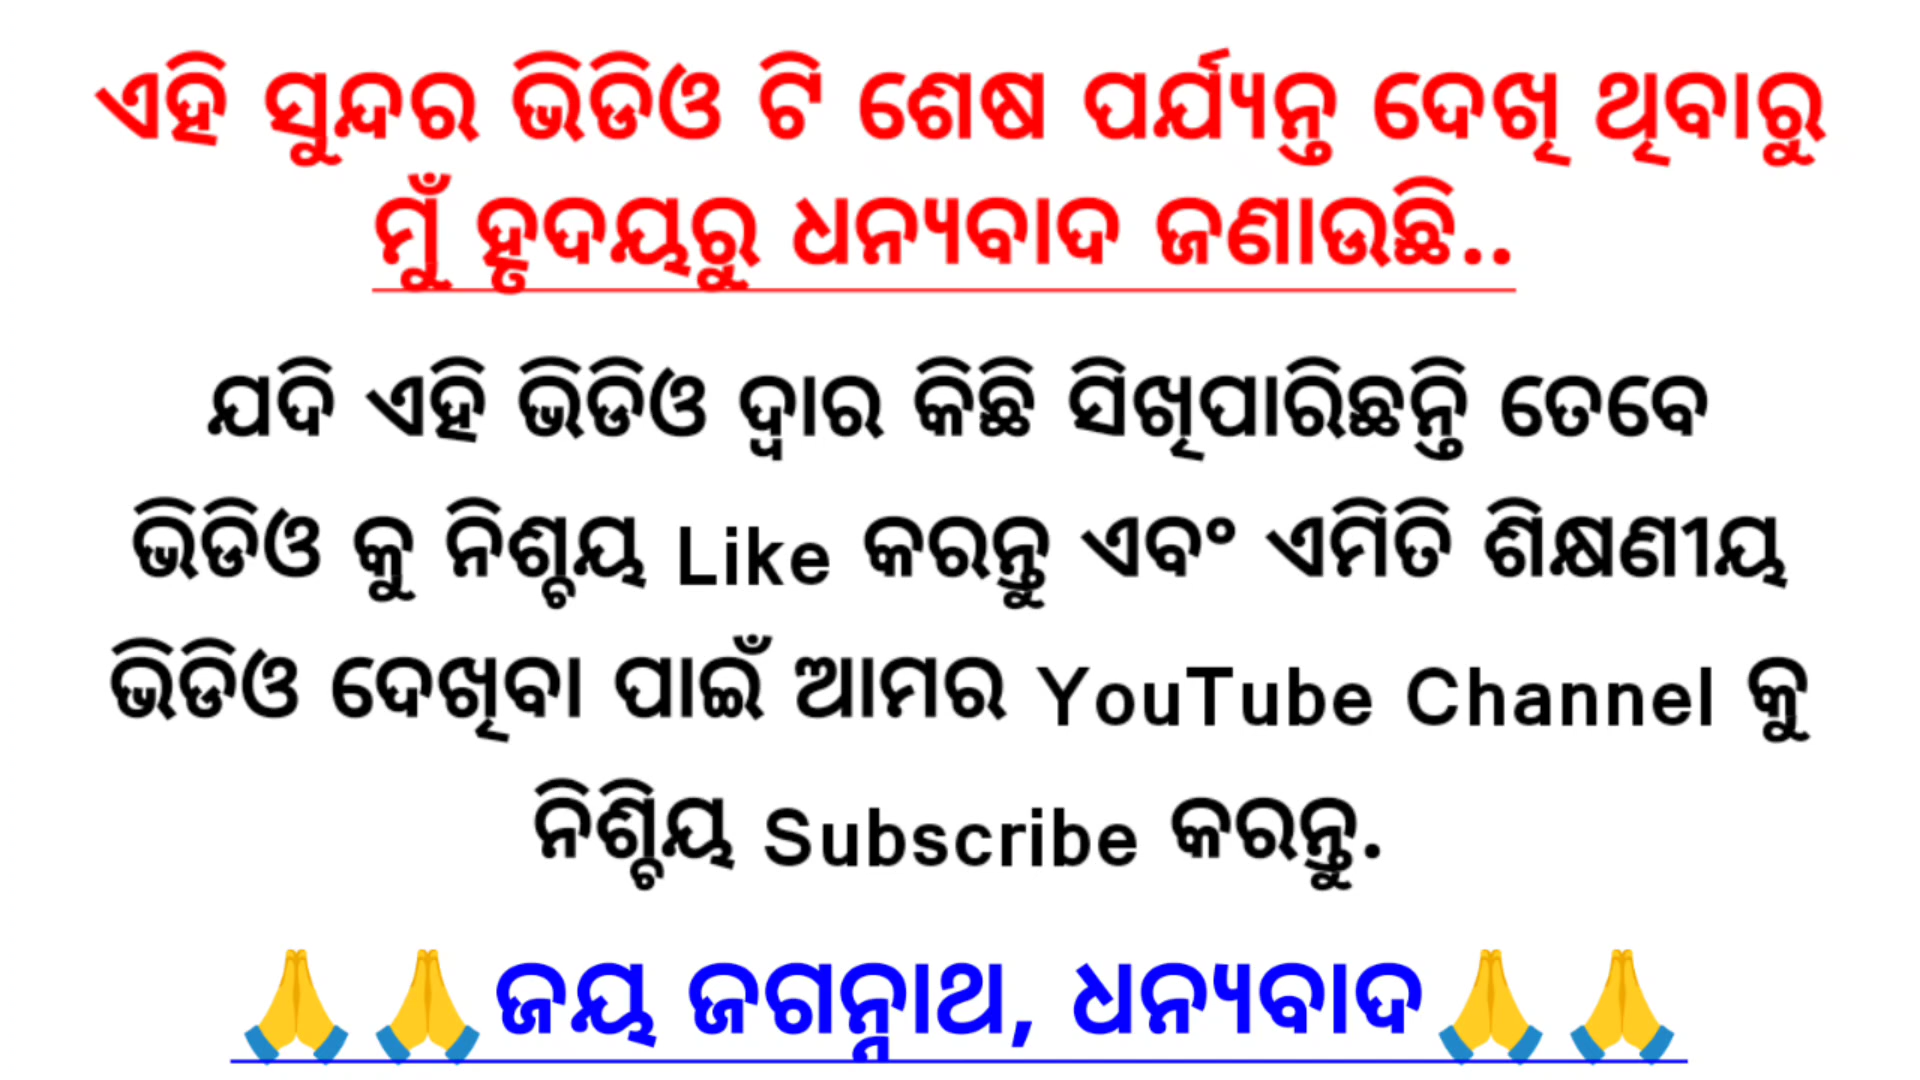 ଏହି ସୁନ୍ଦର ଭିଡିଓ ଟି ଶେଷ ପର୍ଯ୍ୟନ୍ତ ଦେଖି ଥିବାରୁ
ମୁଁ ହୃଦୟରୁ ଧନ୍ୟବାଦ ଜଣାଉଛି..
ଯଦି ଏହି ଭିଡିଓ ଦ୍ୱାର କିଛି ସିଖିପାରିଛନ୍ତି ତେବେ
ଭିଡିଓ କୁ ନିଶ୍ଚୟ Like କରନ୍ତୁ ଏବଂ ଏମିତି ଶିକ୍ଷଣୀୟ
ଭିଡିଓ ଦେଖିବା ପାଇଁ ଆମର YouTube Channel କୁ
ନିଶ୍ଚିୟ Subscribe କରନ୍ତୁ.
🙏🙏ଜୟ ଜଗନ୍ନାଥ, ଧନ୍ୟବାଦ🙏🙏